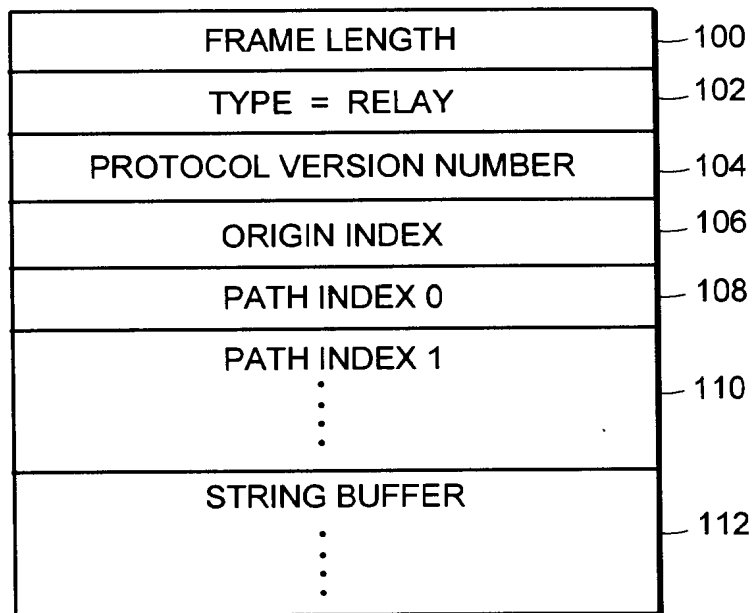 FRAME LENGTH 100
TYPE = RELAY 102
PROTOCOL VERSION NUMBER 104
ORIGIN INDEX 106
PATH INDEX 0 108
PATH INDEX 1
110
STRING BUFFER
112